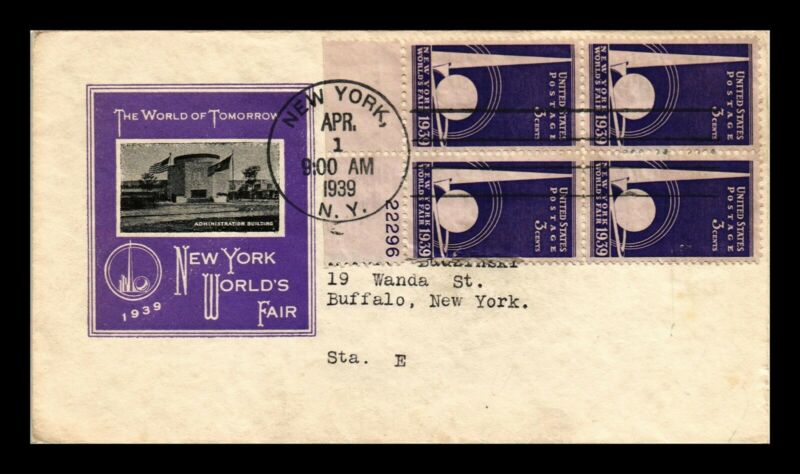 THE WORLD OF TOMORROW
ADMINISTRATION BUILDING
NEW YORK
WORLD'S
FAIR
1939
NEW YORK,
APR.
1
9:00 AM
1939
N. Y.
22296
NEW YORK
WORLD'S FAIR 1939
UNITED STATES
POSTAGE
3 CENTS
NEW YORK
WORLD'S FAIR 1939
UNITED STATES
POSTAGE
3 CENTS
NEW YORK
WORLD'S FAIR 1939
UNITED STATES
POSTAGE
3 CENTS
NEW YORK
WORLD'S FAIR 1939
UNITED STATES
POSTAGE
3 CENTS
19 Wanda St.
Buffalo, New York.
Sta. E